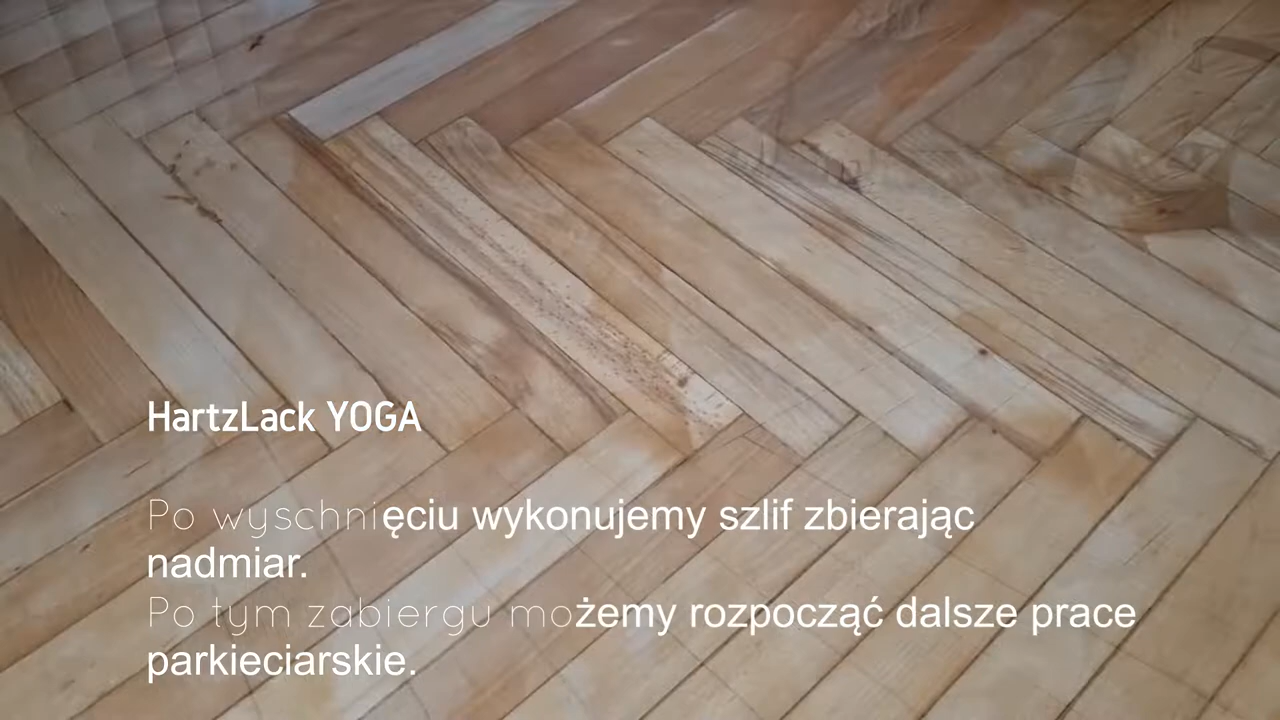 HartzLack YOGA
Po wyschnięciu wykonujemy szlif zbierając
nadmiar.
Po tym zabiergu możemy rozpocząć dalsze prace
parkieciarskie.